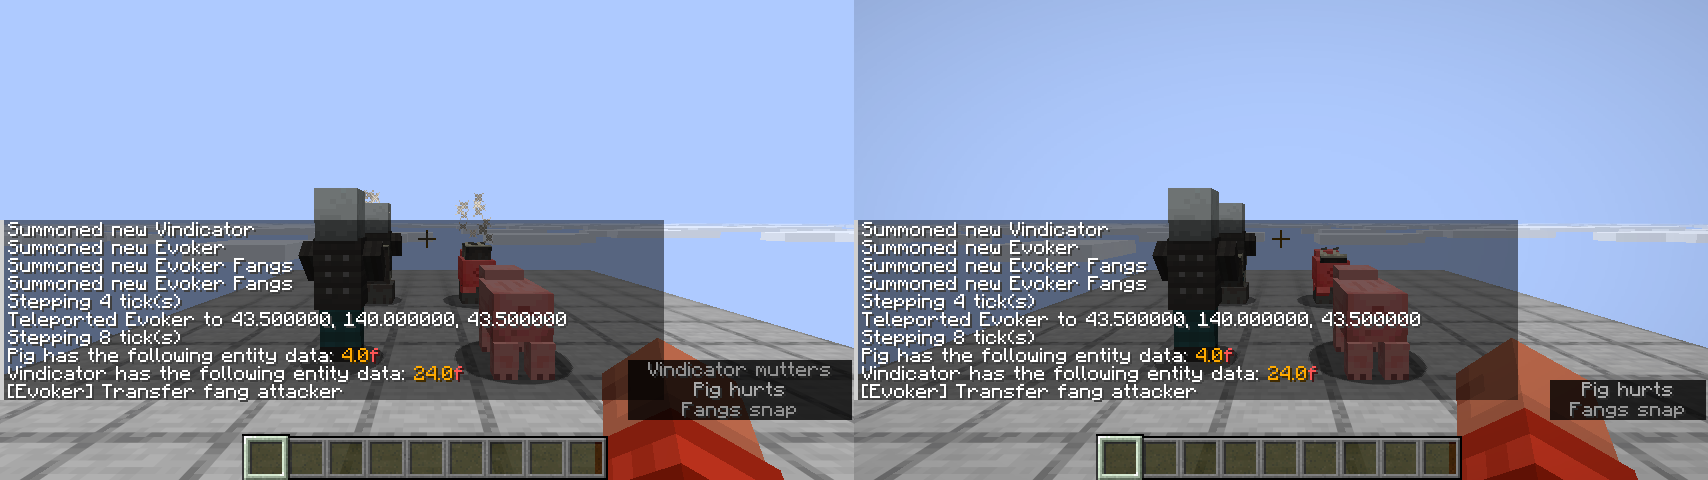 Summoned new Vindicator
Summoned new Evoker
Summoned new Evoker Fangs
Summoned new Evoker Fangs
Stepping 4 tick(s)
Teleported Evoker to 43.500000, 140.000000, 43.500000
Stepping 8 tick(s)
Pig has the following entity data: 4.0f
Vindicator has the following entity data: 24.0f
[Evoker] Transfer fang attacker
Vindicator mutters
Pig hurts
Fangs snap
Summoned new Vindicator
Summoned new Evoker
Summoned new Evoker Fangs
Summoned new Evoker Fangs
Stepping 4 tick(s)
Teleported Evoker to 43.500000, 140.000000, 43.500000
Stepping 8 tick(s)
Pig has the following entity data: 4.0f
Vindicator has the following entity data: 24.0f
[Evoker] Transfer fang attacker
Pig hurts
Fangs snap